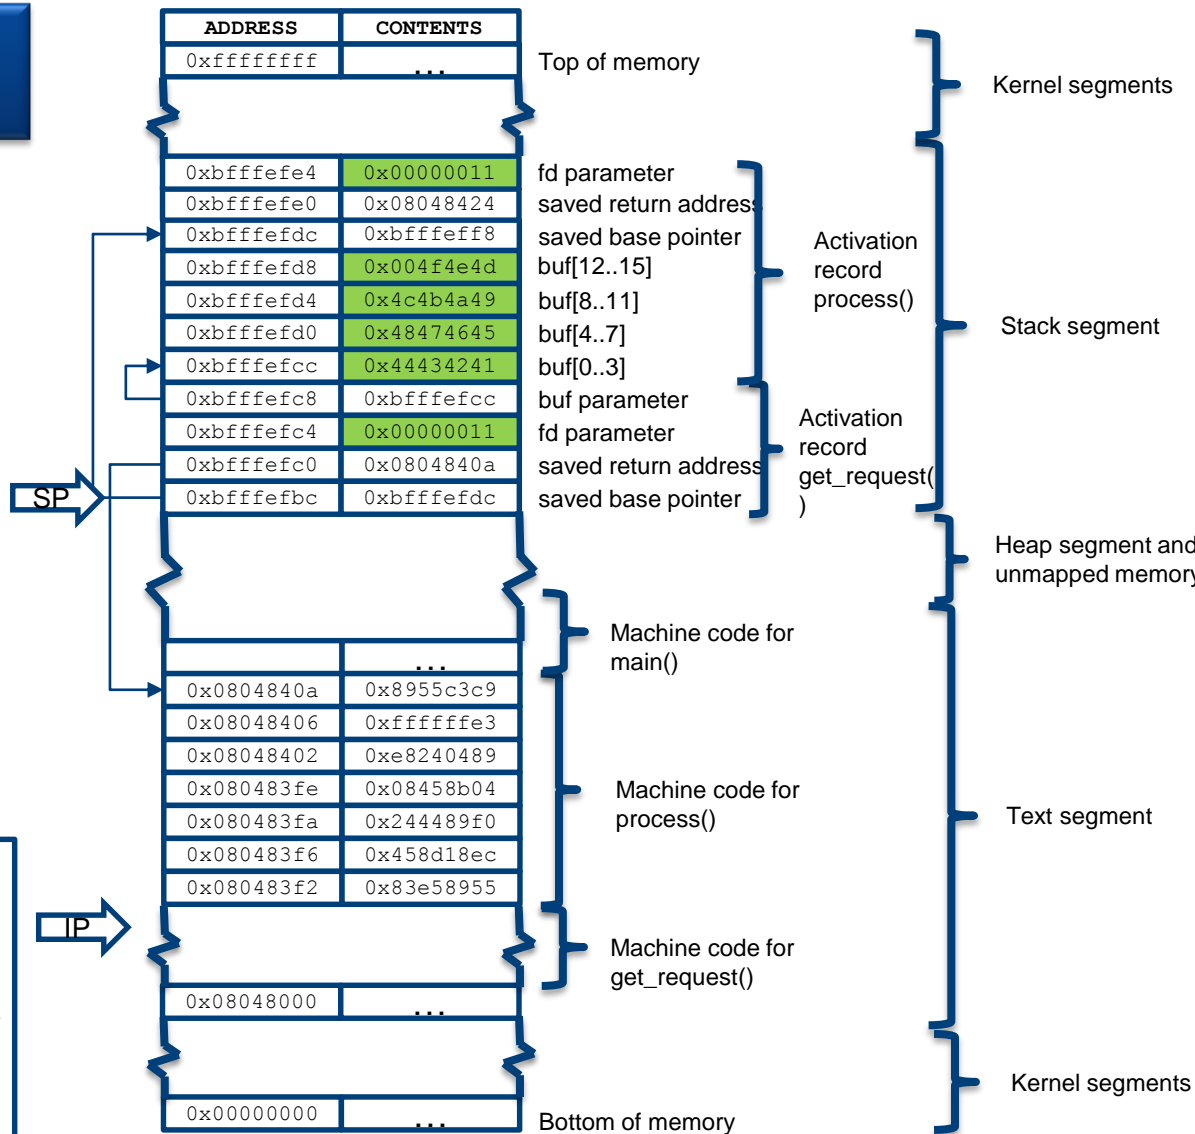 ADDRESS CONTENTS
0xffffffff ... Top of memory
Kernel segments
0xbfffefe4 0x00000011 fd parameter
0xbfffefe0 0x08048424 saved return address
0xbfffefdc 0xbfffeff8 saved base pointer
0xbfffefd8 0x004f4e4d buf[12..15]
0xbfffefd4 0x4c4b4a49 buf[8..11]
0xbfffefd0 0x48474645 buf[4..7]
0xbfffefcc 0x44434241 buf[0..3]
Activation
record
process()
Stack segment
0xbfffefc8 0xbfffefcc buf parameter
0xbfffefc4 0x00000011 fd parameter
0xbfffefc0 0x0804840a saved return address
0xbfffefbc 0xbfffefdc saved base pointer
Activation
record
get_request(
)
SP
Heap segment and
unmapped memory
Machine code for
main()
...
0x0804840a 0x8955c3c9
0x08048406 0xffffffe3
0x08048402 0xe8240489
0x080483fe 0x08458b04
0x080483fa 0x244489f0
0x080483f6 0x458d18ec
0x080483f2 0x83e58955
Machine code for
process()
Text segment
IP
Machine code for
get_request()
0x08048000 ...
Kernel segments
0x00000000 ... Bottom of memory